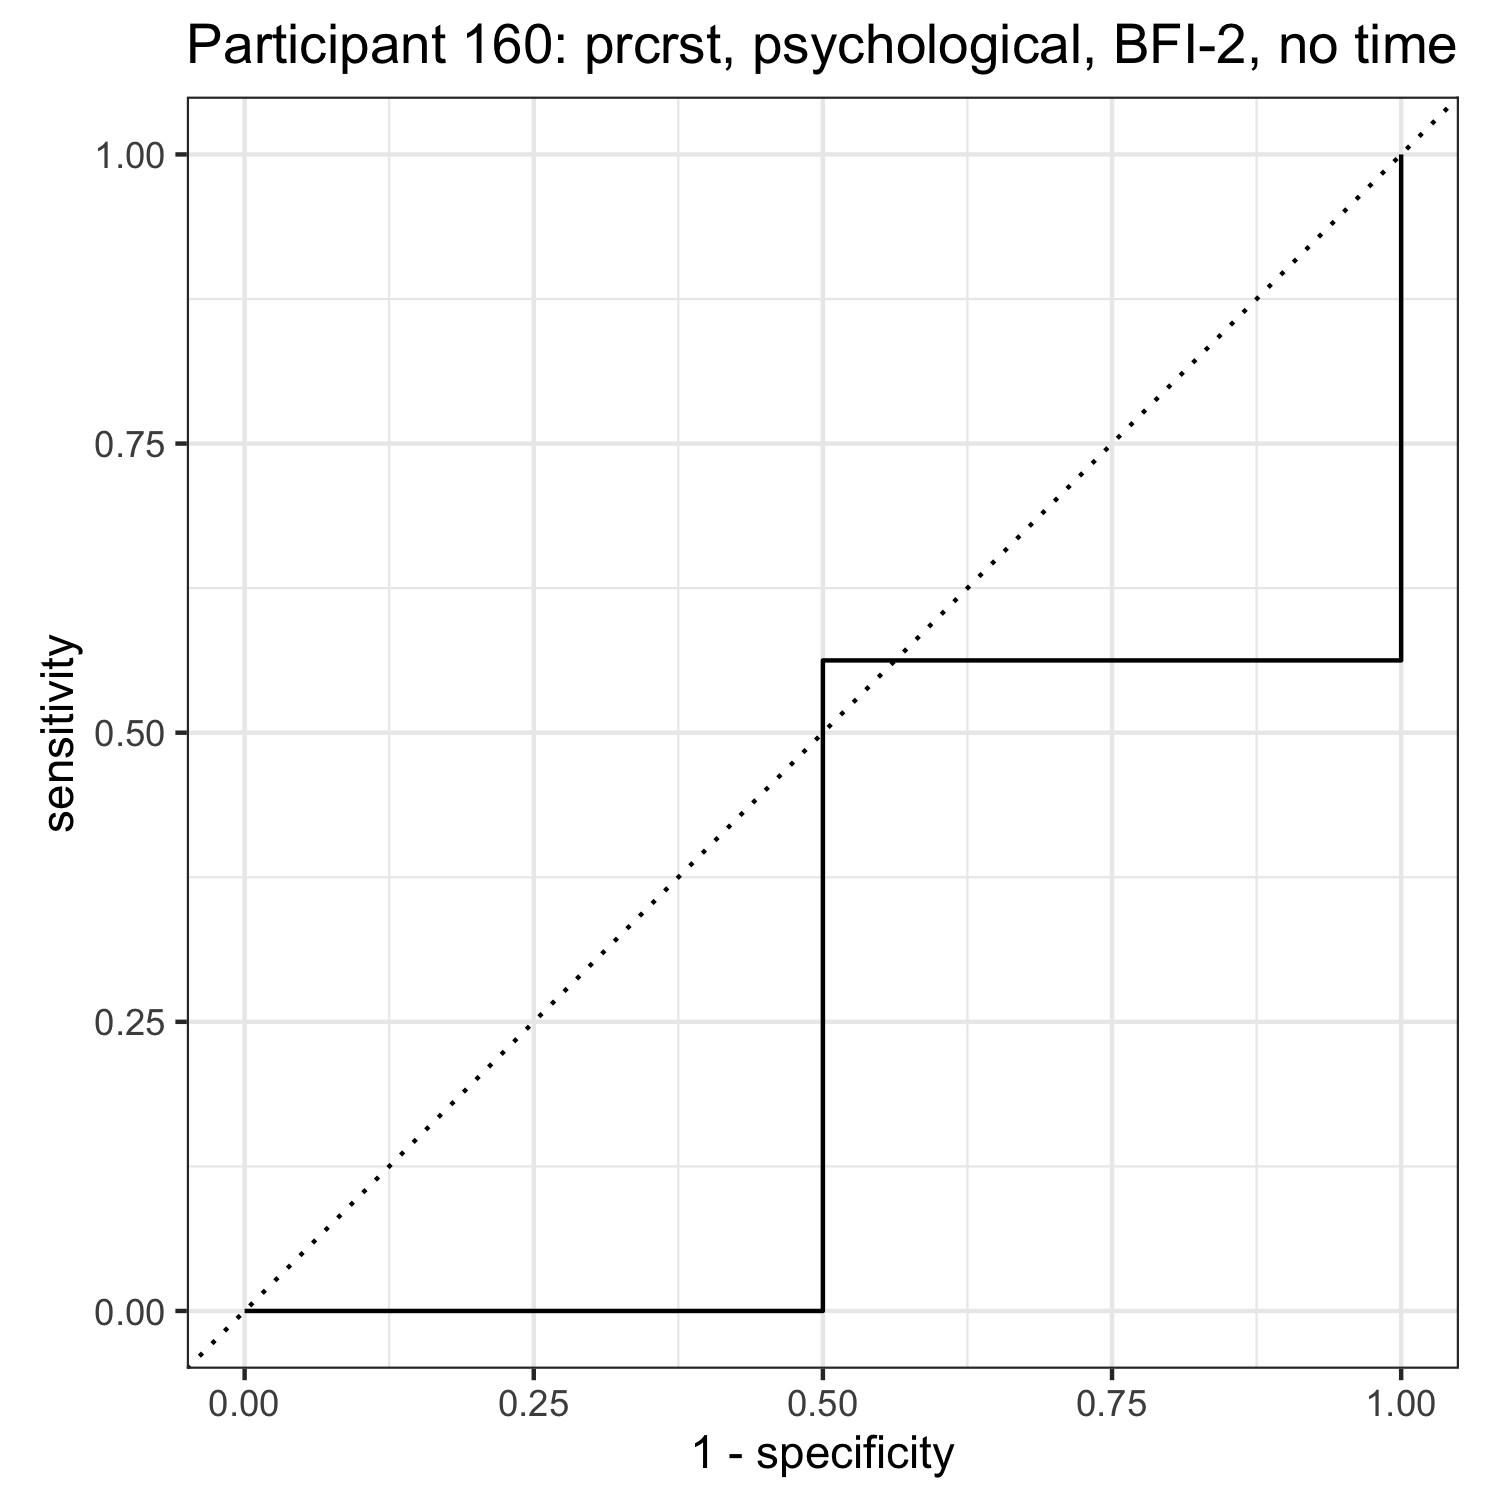 Participant 160: prcrst, psychological, BFI-2, no time
1.00
0.75
0.50
0.25
0.00
sensitivity
0.00 0.25 0.50 0.75 1.00
1 - specificity